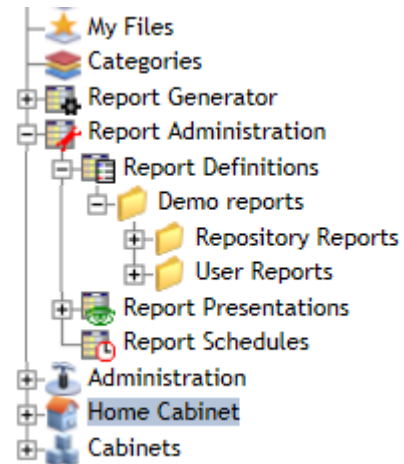 My Files
Categories
Report Generator
Report Administration
Report Definitions
Demo reports
Repository Reports
User Reports
Report Presentations
Report Schedules
Administration
Home Cabinet
Cabinets